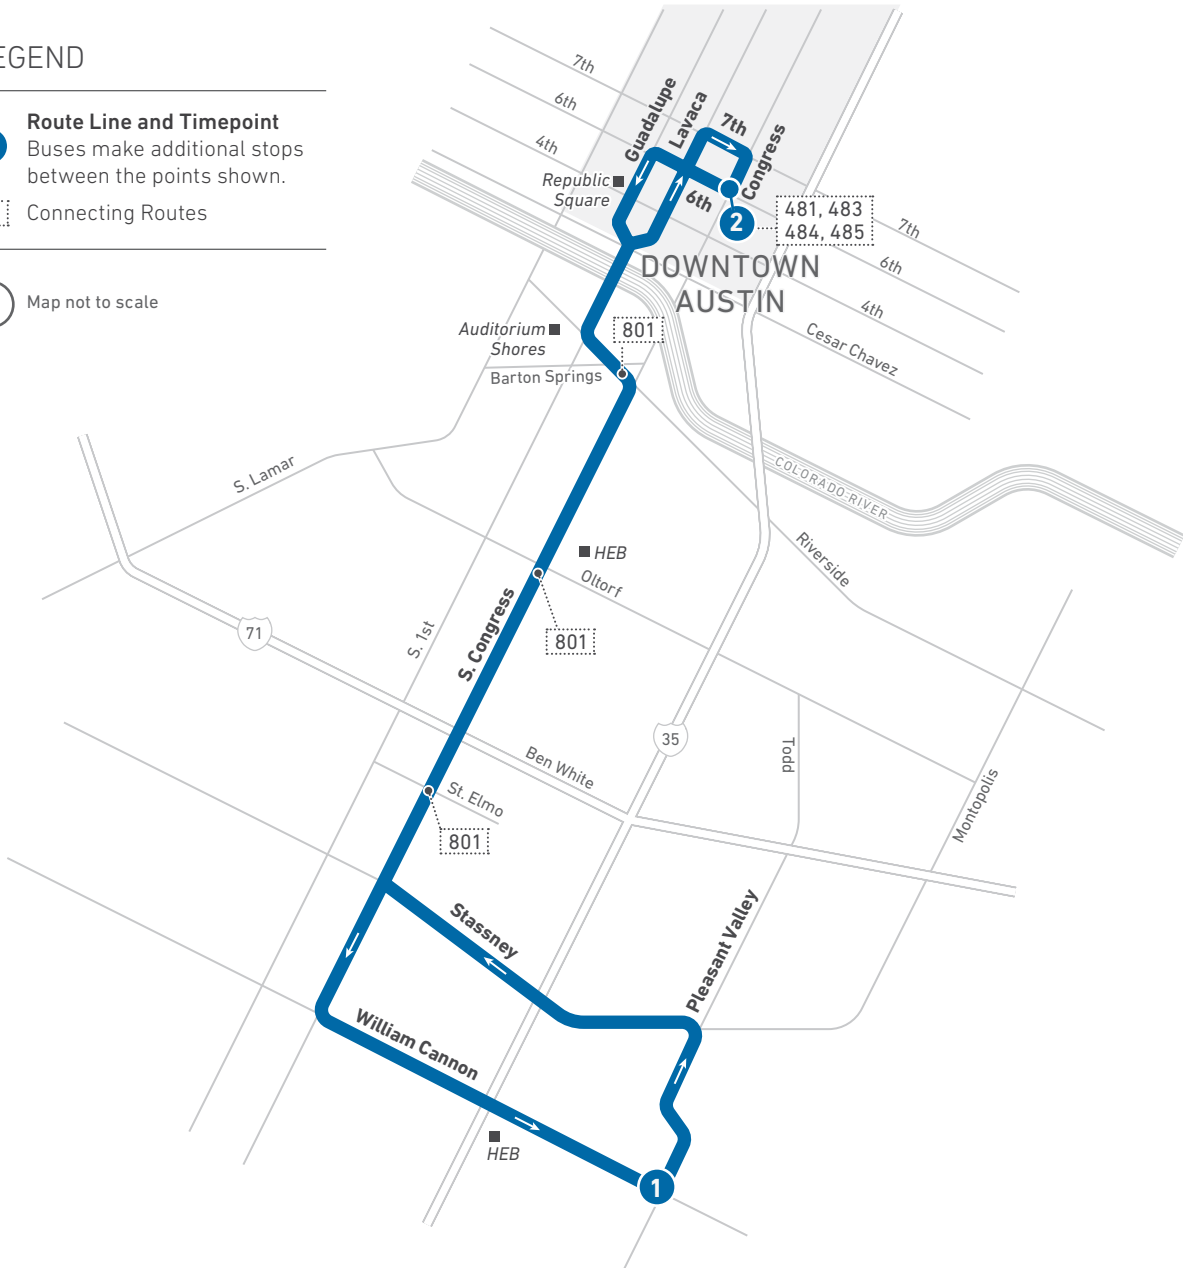 EGEND
Route Line and Timepoint
Buses make additional stops
between the points shown.
Connecting Routes
Map not to scale
7th
6th
4th
Guadalupe
Lavaca
7th
Congress
Republic
Square
6th
2
481, 483
484, 485
7th
6th
4th
Cesar Chavez
DOWNTOWN
AUSTIN
Auditorium
Shores
801
Barton Springs
COLORADO RIVER
S. Lamar
HEB
Oltorf
Riverside
801
S. Congress
S. 1st
71
35
Ben White
Todd
Montopolis
St. Elmo
801
Stassney
Pleasant Valley
William Cannon
HEB
1